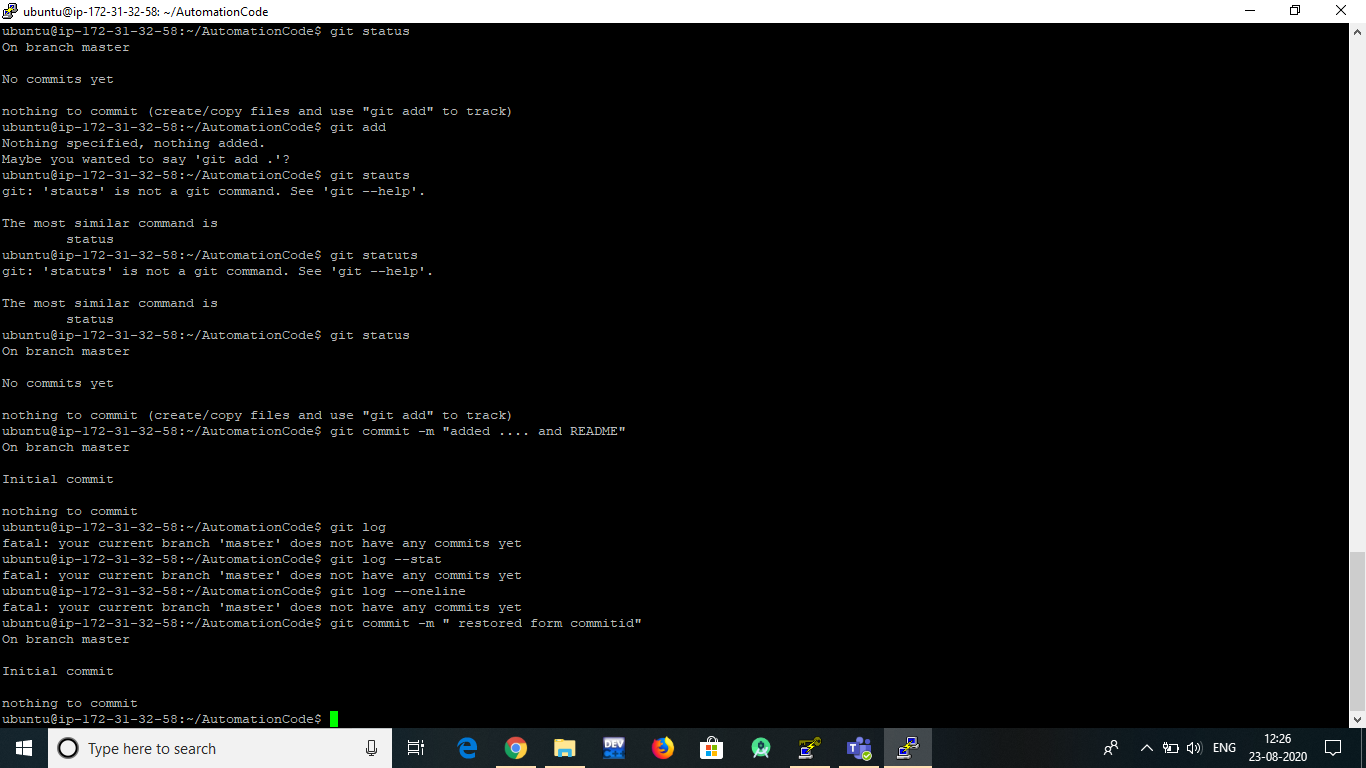 ubuntu@ip-172-31-32-58: ~/AutomationCode
ubuntu@ip-172-31-32-58:~/AutomationCode$ git status
On branch master
No commits yet
nothing to commit (create/copy files and use "git add" to track)
ubuntu@ip-172-31-32-58:~/AutomationCode$ git add
Nothing specified, nothing added.
Maybe you wanted to say 'git add .'?
ubuntu@ip-172-31-32-58:~/AutomationCode$ git stauts
git: 'stauts' is not a git command. See 'git --help'.
The most similar command is
status
ubuntu@ip-172-31-32-58:~/AutomationCode$ git statuts
git: 'statuts' is not a git command. See 'git --help'.
The most similar command is
status
ubuntu@ip-172-31-32-58:~/AutomationCode$ git status
On branch master
No commits yet
nothing to commit (create/copy files and use "git add" to track)
ubuntu@ip-172-31-32-58:~/AutomationCode$ git commit -m "added .... and README"
On branch master
Initial commit
nothing to commit
ubuntu@ip-172-31-32-58:~/AutomationCode$ git log
fatal: your current branch 'master' does not have any commits yet
ubuntu@ip-172-31-32-58:~/AutomationCode$ git log --stat
fatal: your current branch 'master' does not have any commits yet
ubuntu@ip-172-31-32-58:~/AutomationCode$ git log --oneline
fatal: your current branch 'master' does not have any commits yet
ubuntu@ip-172-31-32-58:~/AutomationCode$ git commit -m " restored form commitid"
On branch master
Initial commit
nothing to commit
ubuntu@ip-172-31-32-58:~/AutomationCode$
Type here to search
DEV
ENG
12:26
23-08-2020